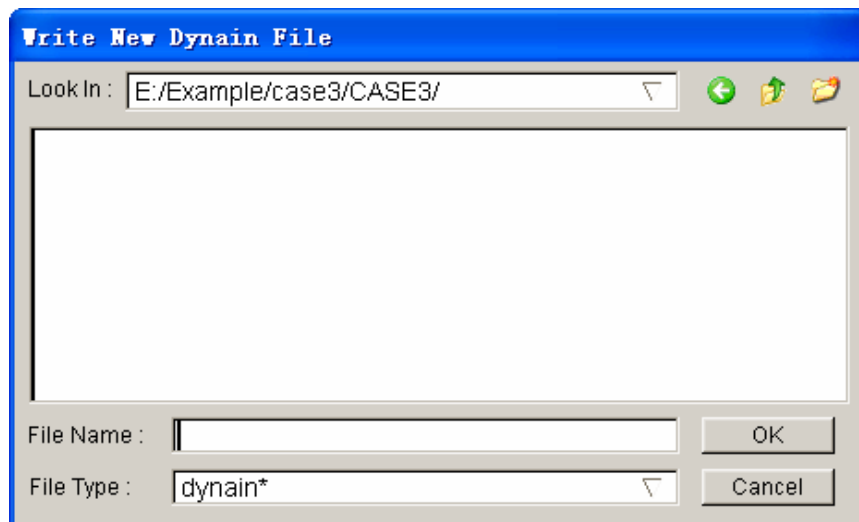 Write New Dynain File
Look In : E:/Example/case3/CASE3/
File Name : OK
File Type : dynain* Cancel